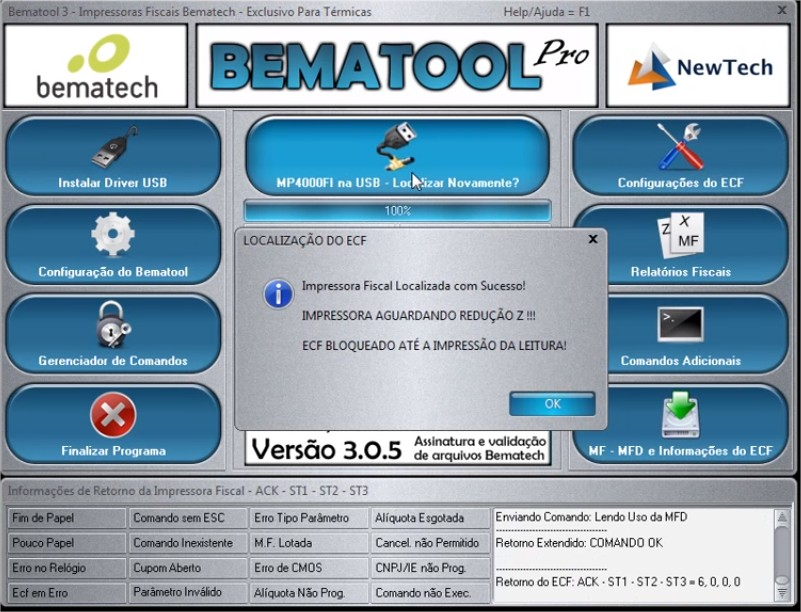 Bematool 3 - Impressoras Fiscais Bematech - Exclusivo Para Térmicas
Help/Ajuda = F1
X
bematech
BEMATOOL Pro
NewTech
Instalar Driver USB
MP4000FI na USB - Localizar Novamente?
Configurações do ECF
100%
Configuração do Bematool
Z X MF
Relatórios Fiscais
LOCALIZAÇÃO DO ECF
X
Impressora Fiscal Localizada com Sucesso!
IMPRESSORA AGUARDANDO REDUÇÃO Z !!!
ECF BLOQUEADO ATÉ A IMPRESSÃO DA LEITURA!
OK
Gerenciador de Comandos
>_
Comandos Adicionais
Finalizar Programa
Versão 3.0.5
Assinatura e validação
de arquivos Bematech
MF - MFD e Informações do ECF
Informações de Retorno da Impressora Fiscal - ACK - ST1 - ST2 - ST3
Fim de Papel
Comando sem ESC
Erro Tipo Parâmetro
Alíquota Esgotada
Pouco Papel
Comando Inexistente
M.F. Lotada
Cancel. não Permitido
Erro no Relógio
Cupom Aberto
Erro de CMOS
CNPJ/IE não Prog.
Ecf em Erro
Parâmetro Inválido
Alíquota Não Prog.
Comando não Exec.
Enviando Comando: Lendo Uso da MFD
Retorno Extendido: COMANDO OK
Retorno do ECF: ACK - ST1 - ST2 - ST3 = 6, 0, 0, 0